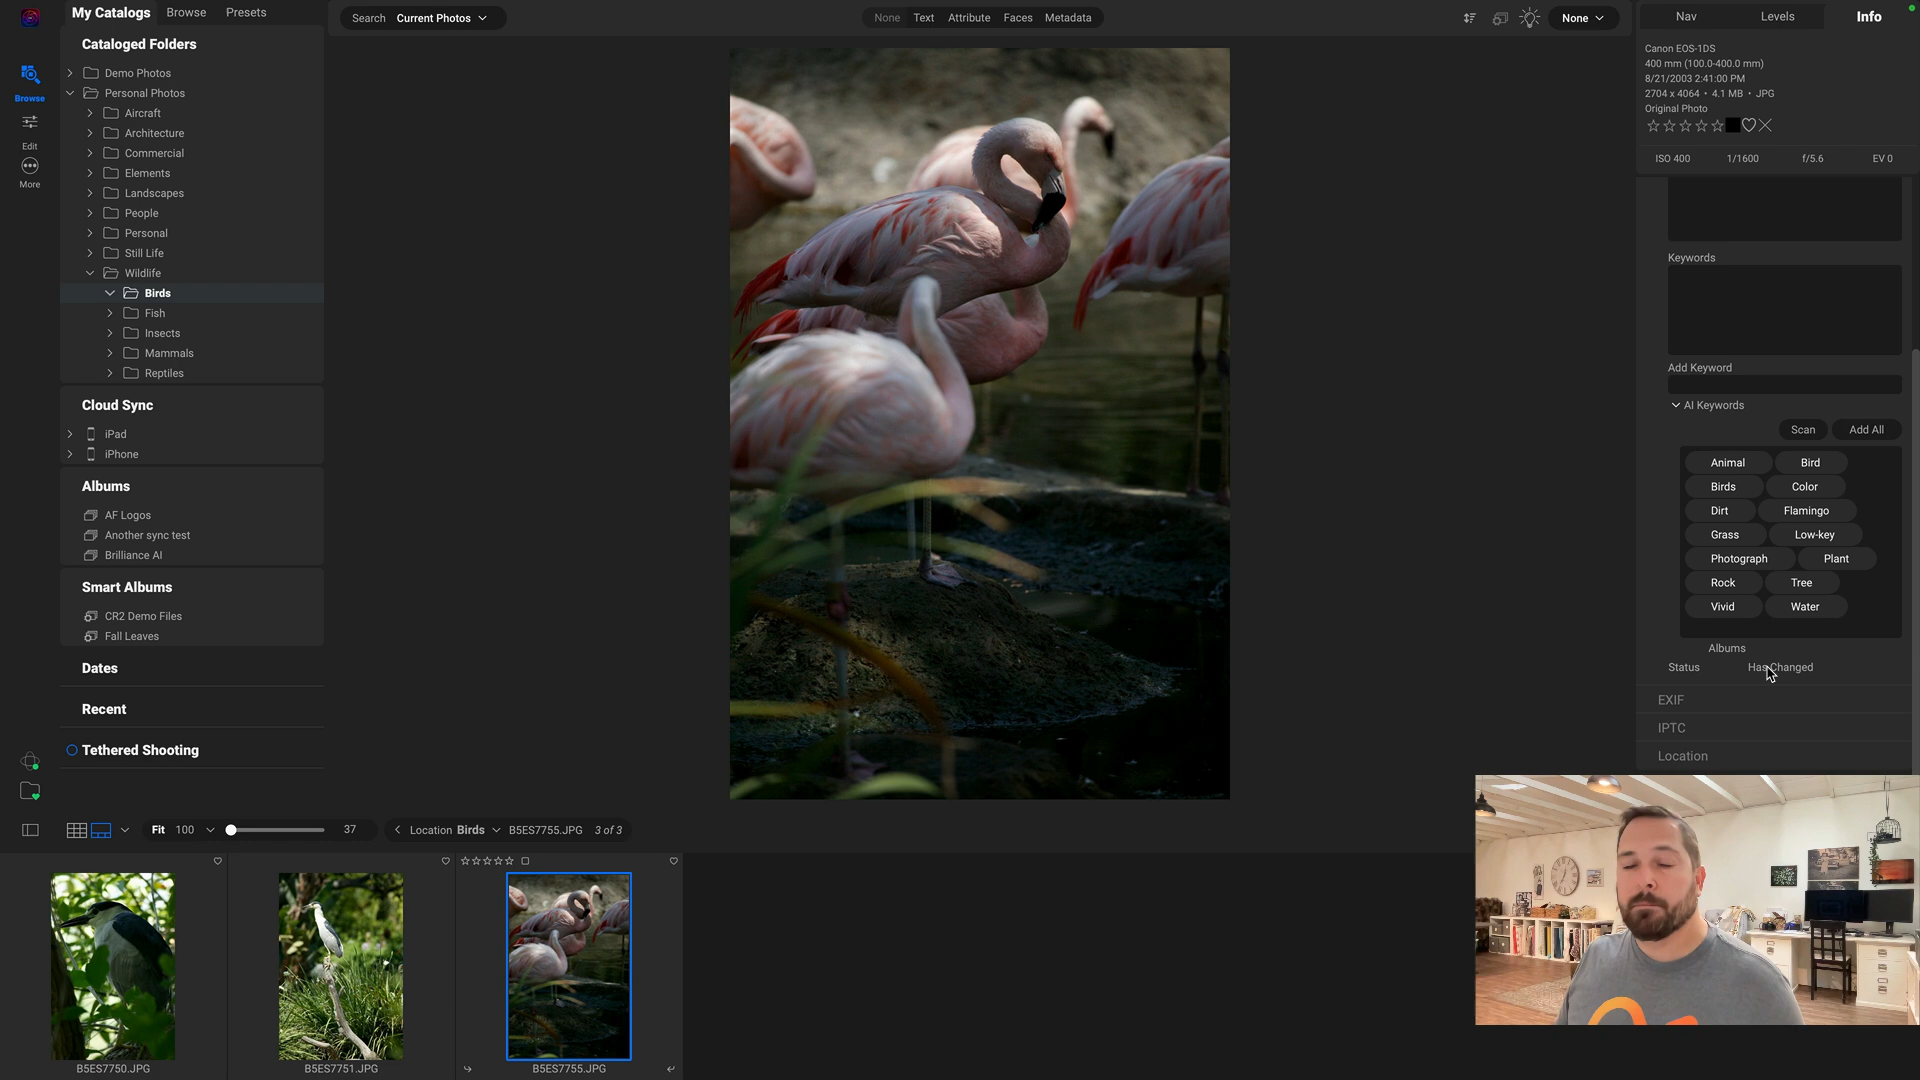 My Catalogs Browse Presets
Search Current Photos
None Text Attribute Faces Metadata
None
Nav Levels Info
Cataloged Folders
Demo Photos
Personal Photos
Aircraft
Architecture
Commercial
Elements
Landscapes
People
Personal
Still Life
Wildlife
Birds
Fish
Insects
Mammals
Reptiles
Browse
Edit
More
Cloud Sync
iPad
iPhone
Albums
AF Logos
Another sync test
Brilliance AI
Smart Albums
CR2 Demo Files
Fall Leaves
Dates
Recent
Tethered Shooting
Canon EOS-1DS
400 mm (100.0-400.0 mm)
8/21/2003 2:41:00 PM
2704 x 4064 • 4.1 MB • JPG
Original Photo
ISO 400 1/1600 f/5.6 EV 0
Keywords
Add Keyword
AI Keywords
Scan Add All
Animal Bird
Birds Color
Dirt Flamingo
Grass Low-key
Photograph Plant
Rock Tree
Vivid Water
Albums
Status Has Changed
EXIF
IPTC
Location
Fit 100 37 Location Birds B5ES7755.JPG 3 of 3
B5ES7750.JPG B5ES7751.JPG B5ES7755.JPG